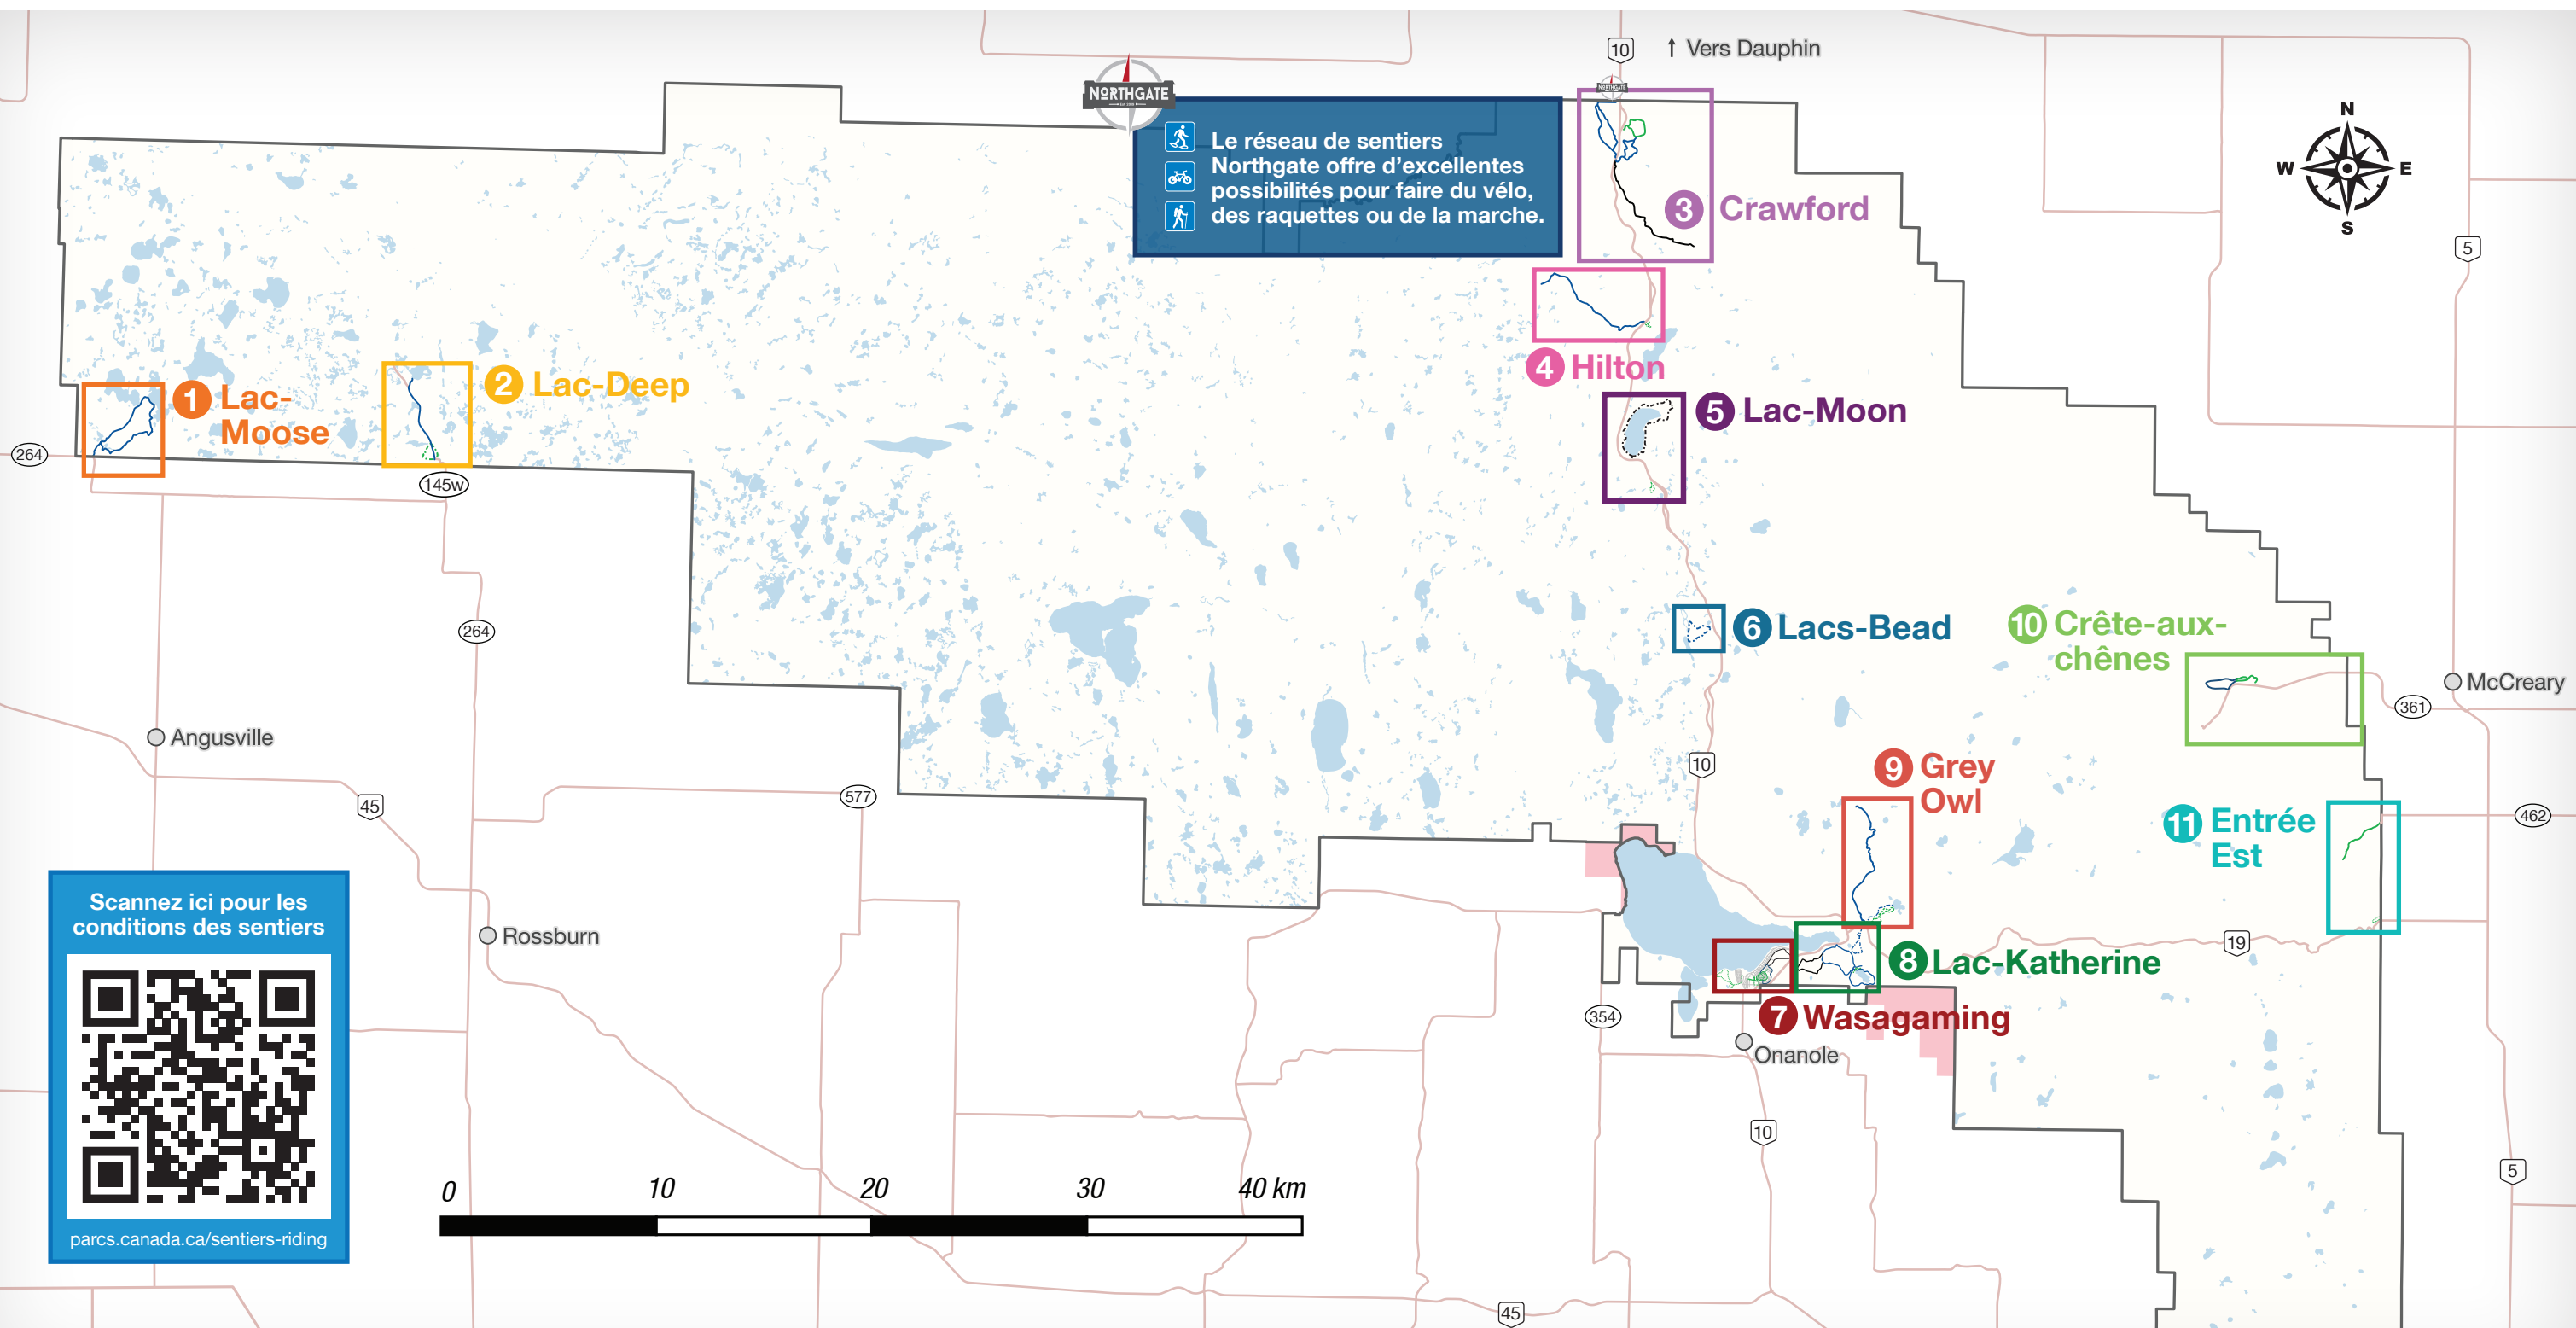 10
↑ Vers Dauphin
NORTHGATE
NORTHGATE
Le réseau de sentiers
Northgate offre d'excellentes
possibilités pour faire du vélo,
des raquettes ou de la marche.
N
W
E
S
3 Crawford
5
4 Hilton
1 Lac-
Moose
2 Lac-Deep
5 Lac-Moon
264
145w
264
6 Lacs-Bead
10 Crête-aux-
chênes
McCreary
361
Angusville
10
9 Grey
Owl
577
45
11 Entrée
Est
462
Scannez ici pour les
conditions des sentiers
Rossburn
19
8 Lac-Katherine
354
7 Wasagaming
Onanole
10
5
0 10 20 30 40 km
parcs.canada.ca/sentiers-riding
45